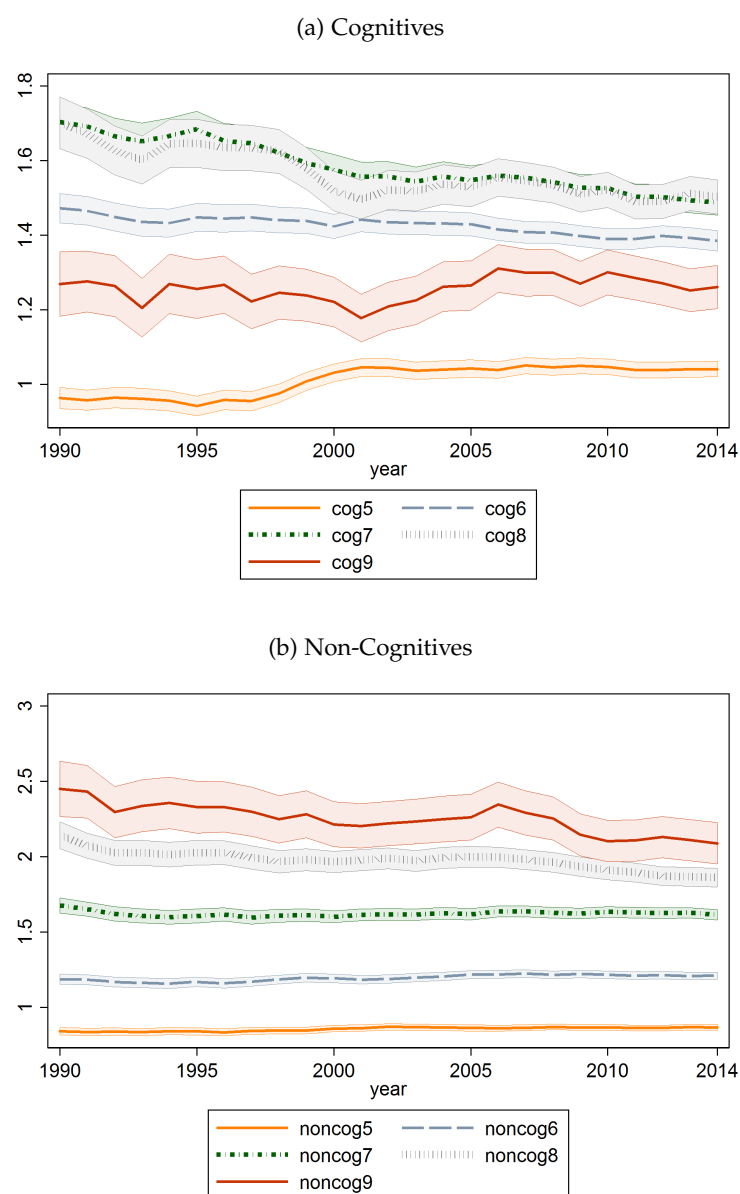 (a) Cognitives
1.8
1.6
1.4
1.2
1
1990 1995 2000 2005 2010 2014
year
cog5 cog6
cog7 cog8
cog9
(b) Non-Cognitives
3
2.5
2
1.5
1
1990 1995 2000 2005 2010 2014
year
noncog5 noncog6
noncog7 noncog8
noncog9